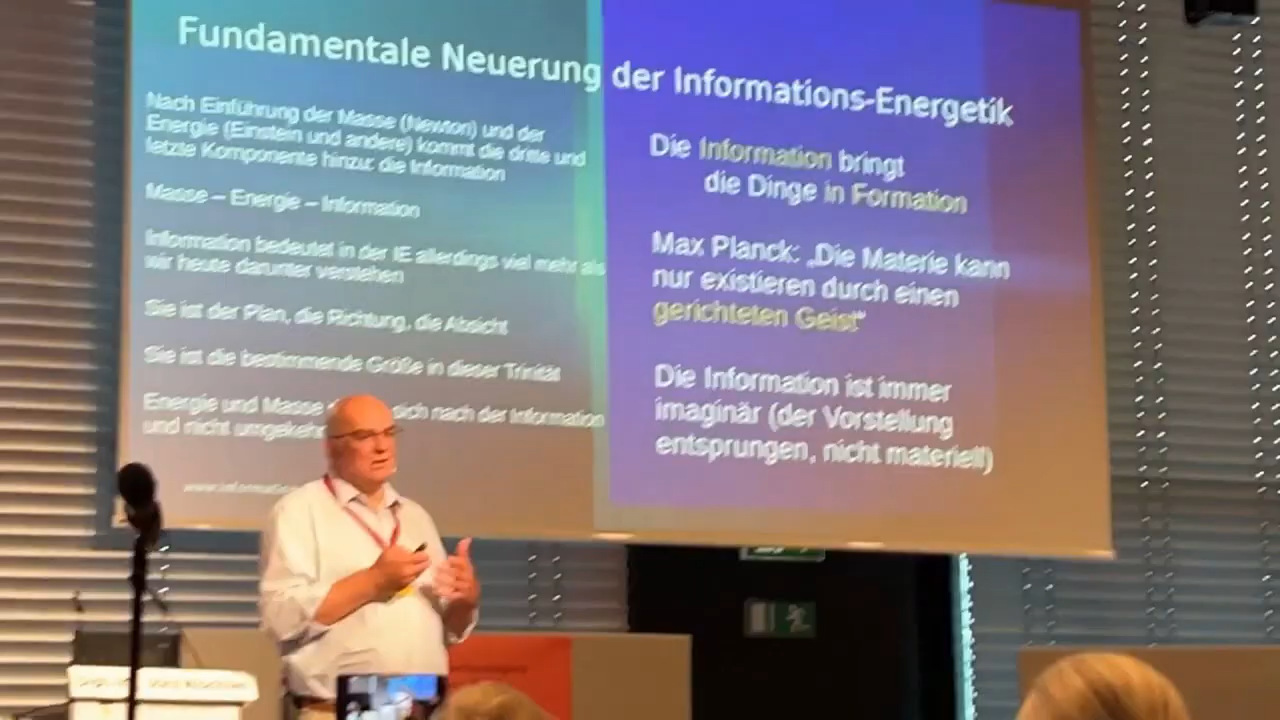 Fundamentale Neuerung der Informations-Energetik
Nach Einführung der Masse (Newton) und der
Energie (Einstein und andere) kommt die dritte und
letzte Komponente hinzu: die Information
Masse – Energie – Information
Information bedeutet in der IE allerdings viel mehr als
wir heute darunter verstehen
Sie ist der Plan, die Richtung, die Absicht
Sie ist die bestimmende Größe in dieser Trinität
Energie und Masse sich nach der Information
und nicht umgekehrt
Die Information bringt
die Dinge in Formation
Max Planck: „Die Materie kann
nur existieren durch einen
gerichteten Geist“
Die Information ist immer
imaginär (der Vorstellung
entsprungen, nicht materiell)